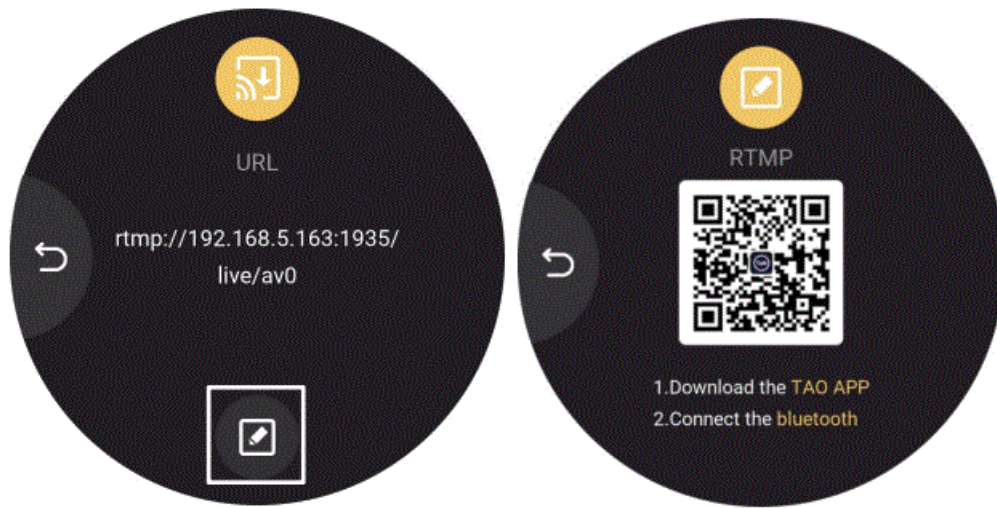 URL
rtmp://192.168.5.163:1935/
live/av0
RTMP
1.Download the TAO APP
2.Connect the bluetooth